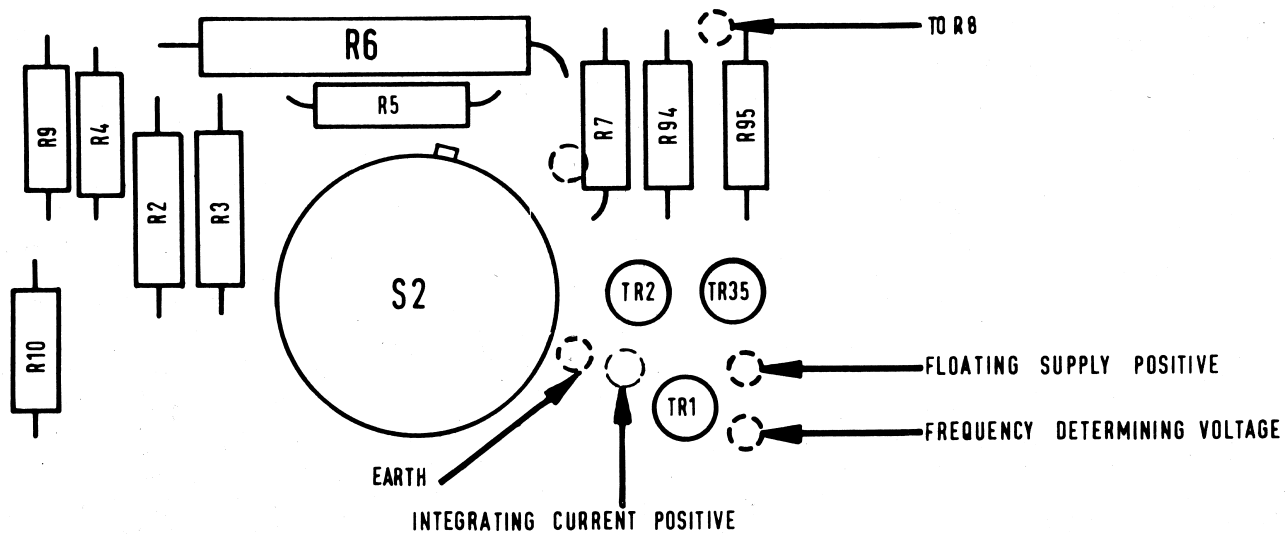 TO R8
R6
R5
R9
R4
R7
R94
R95
R2
R3
S2
TR2
TR35
R10
FLOATING SUPPLY POSITIVE
TR1
FREQUENCY DETERMINING VOLTAGE
EARTH
INTEGRATING CURRENT POSITIVE